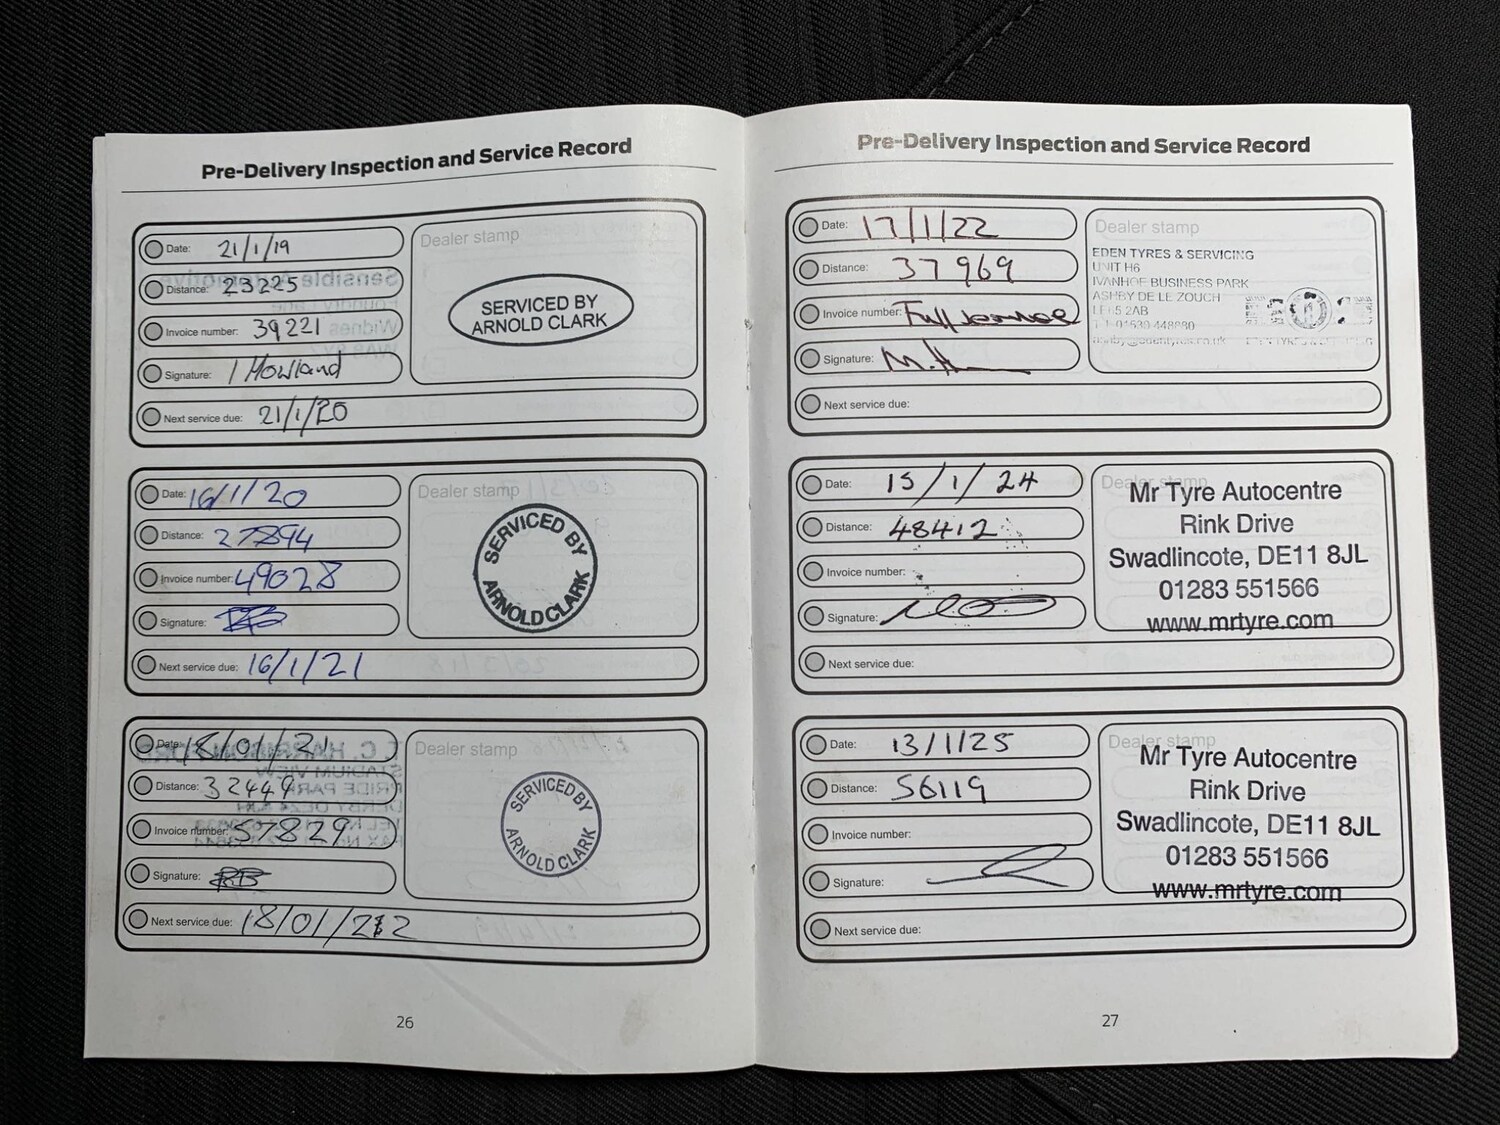 Pre-Delivery Inspection and Service Record
Date: 21/1/19
Distance: 23225
Invoice number: 39221
Signature: 1 Howland
Next service due: 21/1/20
Dealer stamp
SERVICED BY
ARNOLD CLARK
Date: 16/1/20
Distance: 27894
Invoice number: 49028
Signature:
Next service due: 16/1/21
Dealer stamp
SERVICED BY
ARNOLD CLARK
Date: 18/01/21
Distance: 32449
Invoice number: 57829
Signature:
Next service due: 18/01/22
Dealer stamp
SERVICED BY
ARNOLD CLARK
26
Pre-Delivery Inspection and Service Record
Date: 17/1/22
Distance: 37969
Invoice number: Full
Signature: M.H
Next service due:
Dealer stamp
EDEN TYRES & SERVICING
UNIT H6
IVANHOE BUSINESS PARK
ASHBY DE LE ZOUCH
LE65 2AB
Date: 15/1/24
Distance: 48412
Invoice number:
Signature:
Next service due:
Dealer stamp
Mr Tyre Autocentre
Rink Drive
Swadlincote, DE11 8JL
01283 551566
www.mrtyre.com
Date: 13/1/25
Distance: 56119
Invoice number:
Signature:
Next service due:
Dealer stamp
Mr Tyre Autocentre
Rink Drive
Swadlincote, DE11 8JL
01283 551566
www.mrtyre.com
27